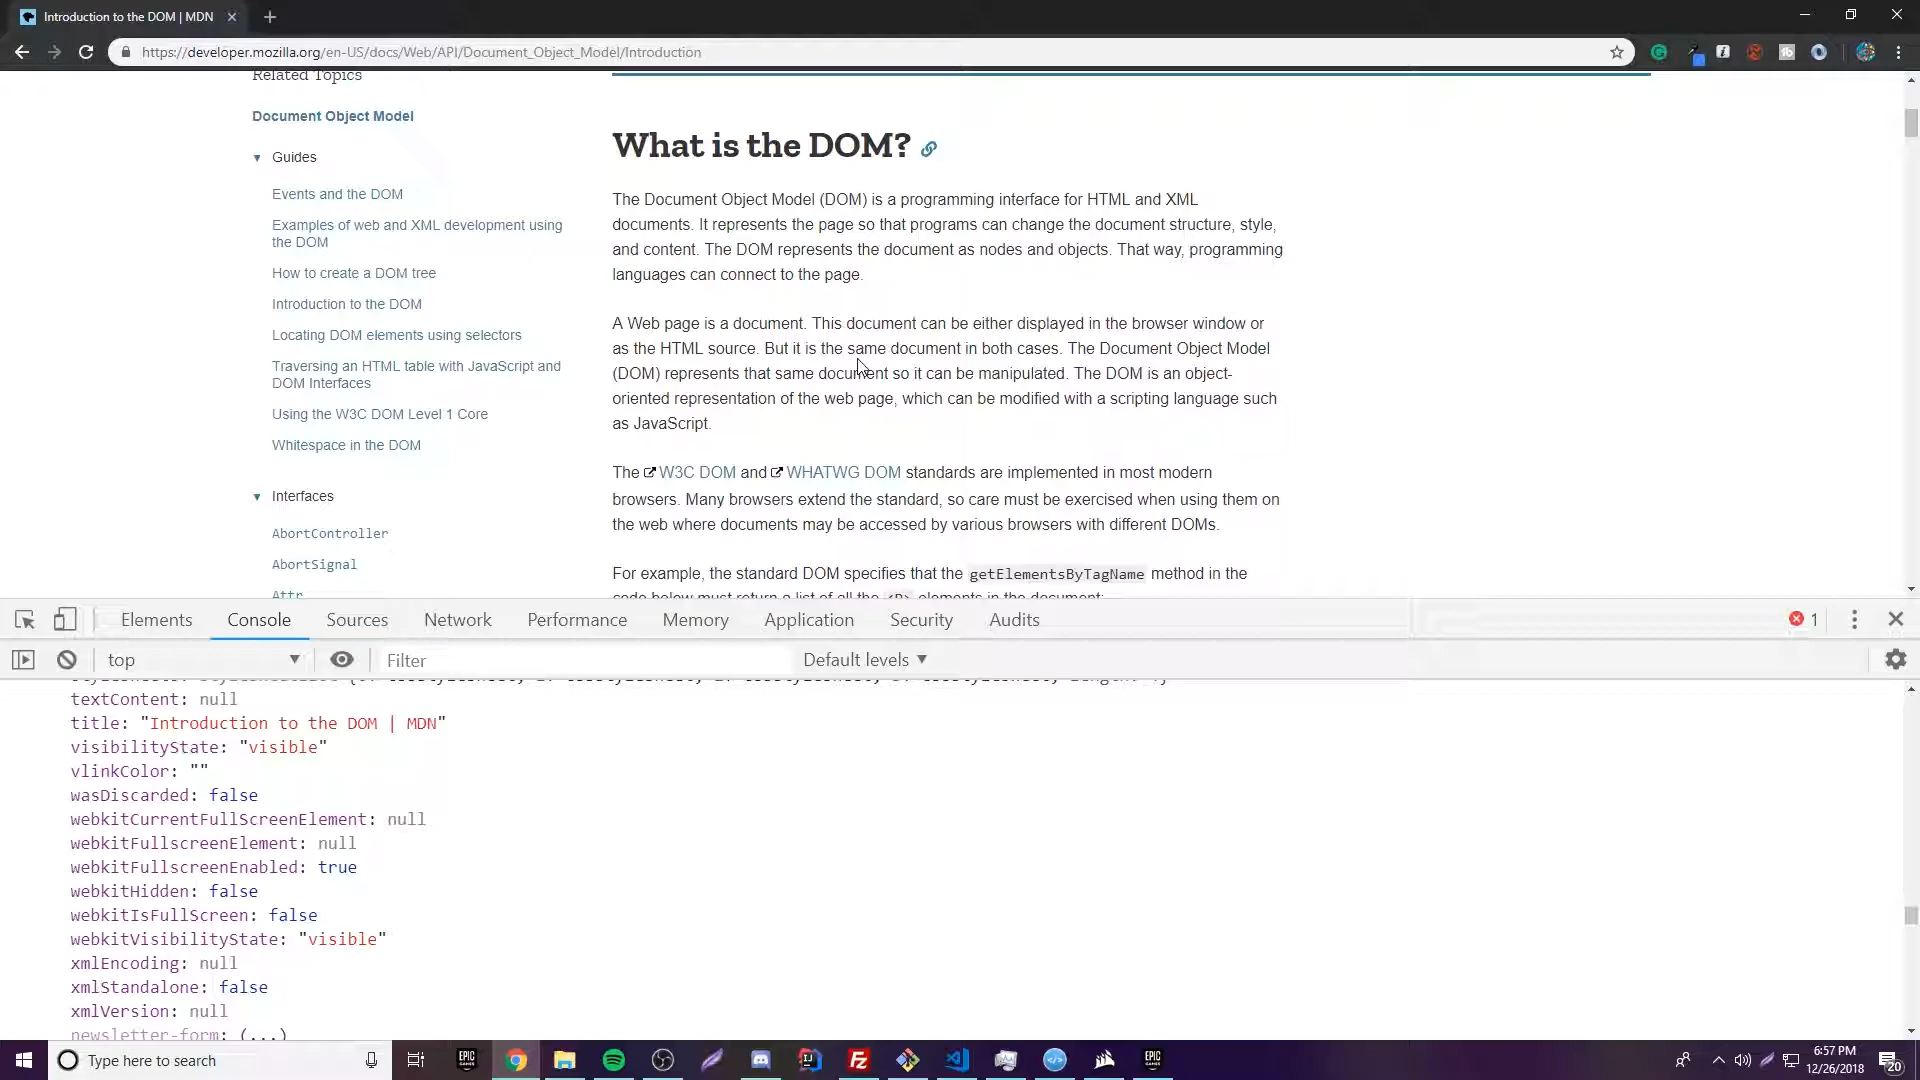 Introduction to the DOM | MDN
https://developer.mozilla.org/en-US/docs/Web/API/Document_Object_Model/Introduction
Related Topics
Document Object Model
Guides
Events and the DOM
Examples of web and XML development using
the DOM
How to create a DOM tree
Introduction to the DOM
Locating DOM elements using selectors
Traversing an HTML table with JavaScript and
DOM Interfaces
Using the W3C DOM Level 1 Core
Whitespace in the DOM
Interfaces
AbortController
AbortSignal
Attr
What is the DOM?
The Document Object Model (DOM) is a programming interface for HTML and XML
documents. It represents the page so that programs can change the document structure, style,
and content. The DOM represents the document as nodes and objects. That way, programming
languages can connect to the page.
A Web page is a document. This document can be either displayed in the browser window or
as the HTML source. But it is the same document in both cases. The Document Object Model
(DOM) represents that same document so it can be manipulated. The DOM is an object-
oriented representation of the web page, which can be modified with a scripting language such
as JavaScript.
The W3C DOM and WHATWG DOM standards are implemented in most modern
browsers. Many browsers extend the standard, so care must be exercised when using them on
the web where documents may be accessed by various browsers with different DOMs.
For example, the standard DOM specifies that the getElementsByTagName method in the
code below must return a list of all the <P> elements in the document:
Elements Console Sources Network Performance Memory Application Security Audits 1
top Filter Default levels
textContent: null
title: "Introduction to the DOM | MDN"
visibilityState: "visible"
vlinkColor: ""
wasDiscarded: false
webkitCurrentFullScreenElement: null
webkitFullscreenElement: null
webkitFullscreenEnabled: true
webkitHidden: false
webkitIsFullScreen: false
webkitVisibilityState: "visible"
xmlEncoding: null
xmlStandalone: false
xmlVersion: null
newsletter-form: (...)
Type here to search
EPIC GAMES
IJ
Fz
EPIC GAMES
6:57 PM
12/26/2018
20